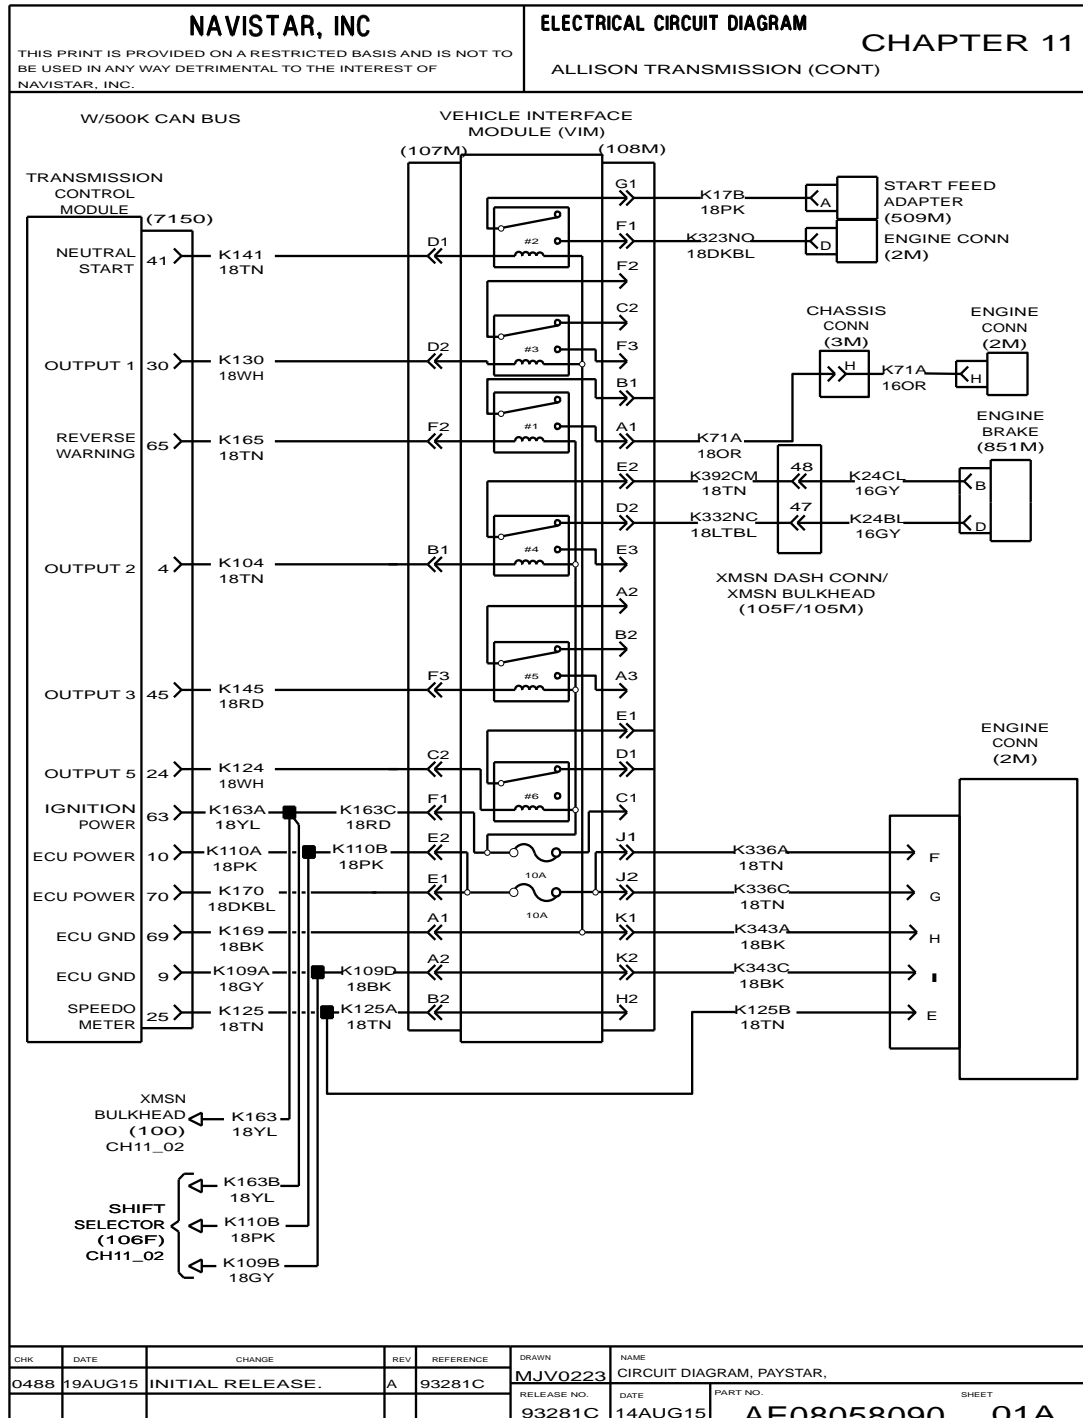 NAVISTAR, INC
THIS PRINT IS PROVIDED ON A RESTRICTED BASIS AND IS NOT TO
BE USED IN ANY WAY DETRIMENTAL TO THE INTEREST OF
NAVISTAR, INC.
ELECTRICAL CIRCUIT DIAGRAM
CHAPTER 11
ALLISON TRANSMISSION (CONT)
W/500K CAN BUS
VEHICLE INTERFACE
MODULE (VIM)
(107M)
(108M)
TRANSMISSION
CONTROL
MODULE
(7150)
NEUTRAL
START
41
K141
18TN
D1
#2
G1
K17B
18PK
A
START FEED
ADAPTER
(509M)
F1
K323NO
18DKBL
D
ENGINE CONN
(2M)
F2
C2
OUTPUT 1
30
K130
18WH
D2
#3
F3
CHASSIS
CONN
(3M)
H
K71A
16OR
H
ENGINE
CONN
(2M)
B1
REVERSE
WARNING
65
K165
18TN
F2
#1
A1
K71A
18OR
ENGINE
BRAKE
(851M)
E2
K392CM
18TN
48
K24CL
16GY
B
D2
K332NC
18LTBL
47
K24BL
16GY
D
OUTPUT 2
4
K104
18TN
B1
#4
E3
XMSN DASH CONN/
XMSN BULKHEAD
(105F/105M)
A2
B2
OUTPUT 3
45
K145
18RD
F3
#5
A3
E1
OUTPUT 5
24
K124
18WH
C2
#6
D1
ENGINE
CONN
(2M)
IGNITION
POWER
63
K163A
18YL
K163C
18RD
F1
C1
ECU POWER
10
K110A
18PK
K110B
18PK
E2
10A
J1
K336A
18TN
F
ECU POWER
70
K170
18DKBL
E1
10A
J2
K336C
18TN
G
ECU GND
69
K169
18BK
A1
K1
K343A
18BK
H
ECU GND
9
K109A
18GY
K109D
18BK
A2
K2
K343C
18BK
I
SPEEDO
METER
25
K125
18TN
K125A
18TN
B2
H2
K125B
18TN
E
XMSN
BULKHEAD
(100)
CH11_02
K163
18YL
SHIFT
SELECTOR
(106F)
CH11_02
K163B
18YL
K110B
18PK
K109B
18GY
CHK DATE CHANGE REV REFERENCE
0488 19AUG15 INITIAL RELEASE. A 93281C
DRAWN
MJV0223
NAME
CIRCUIT DIAGRAM, PAYSTAR,
RELEASE NO.
93281C
DATE
14AUG15
PART NO.
AE08058090
SHEET
01A